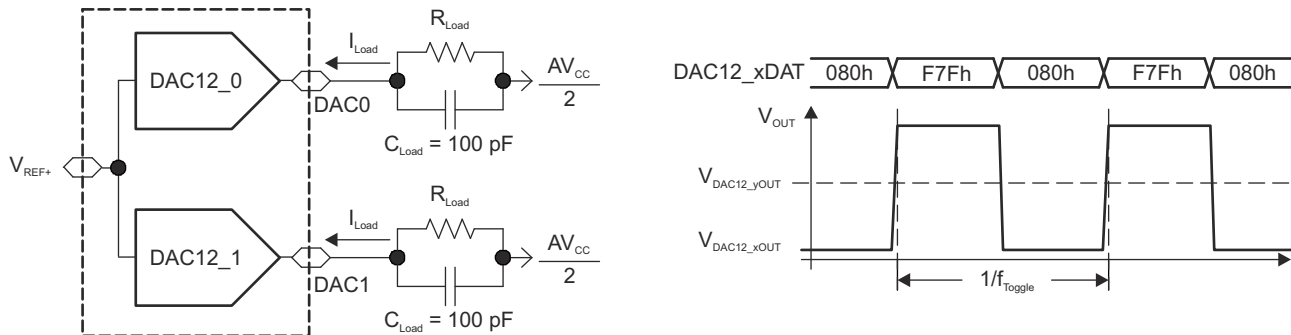 DAC12_0
I_Load
R_Load
DAC0
C_Load = 100 pF
AV_CC
2
V_REF+
DAC12_1
I_Load
R_Load
DAC1
C_Load = 100 pF
AV_CC
2
DAC12_xDAT
080h F7Fh 080h F7Fh 080h
V_OUT
V_DAC12_yOUT
V_DAC12_xOUT
1/f_Toggle